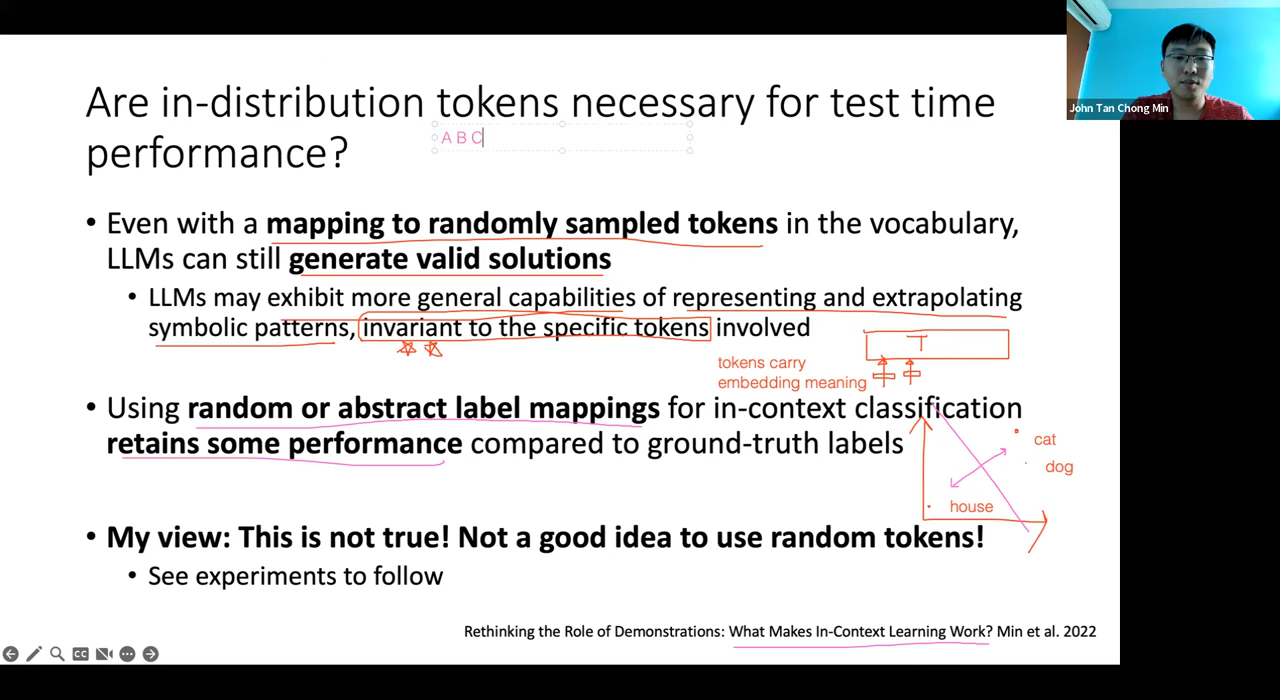 John Tan Chong Min
Are in-distribution tokens necessary for test time
performance?
A B C
• Even with a mapping to randomly sampled tokens in the vocabulary,
LLMs can still generate valid solutions
• LLMs may exhibit more general capabilities of representing and extrapolating
symbolic patterns, invariant to the specific tokens involved
T
tokens carry
embedding meaning
• Using random or abstract label mappings for in-context classification
retains some performance compared to ground-truth labels
cat
dog
house
• My view: This is not true! Not a good idea to use random tokens!
• See experiments to follow
Rethinking the Role of Demonstrations: What Makes In-Context Learning Work? Min et al. 2022
CC